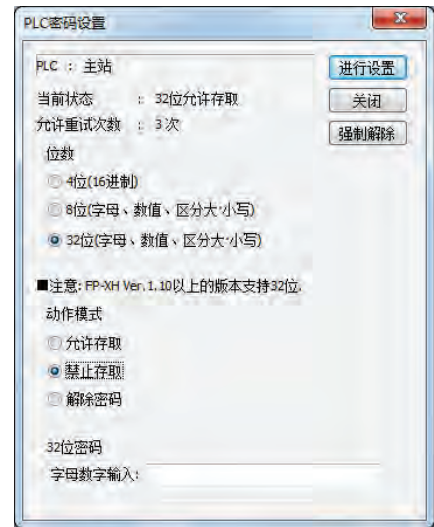 PLC密码设置
PLC : 主站
进行设置
当前状态 : 32位允许存取
关闭
允许重试次数 : 3次
强制解除
位数
4位(16进制)
8位(字母、数值、区分大·小写)
32位(字母、数值、区分大·小写)
■注意: FP-XH Ver.1.10以上的版本支持32位.
动作模式
允许存取
禁止存取
解除密码
32位密码
字母数字输入: